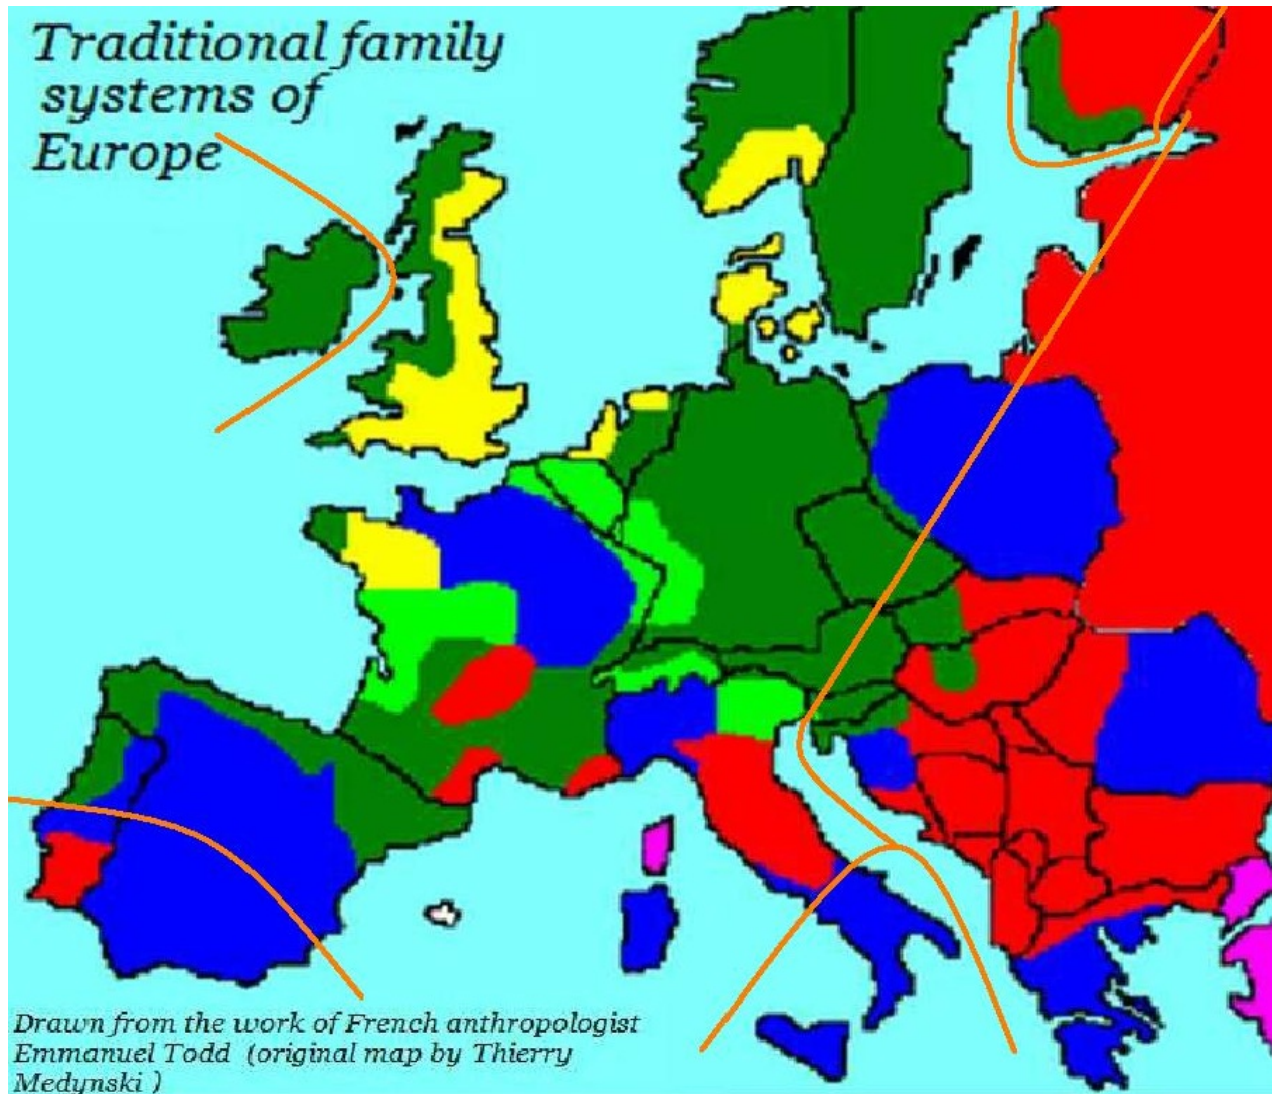 Traditional family
systems of
Europe
Drawn from the work of French anthropologist
Emmanuel Todd (original map by Thierry
Medynski )